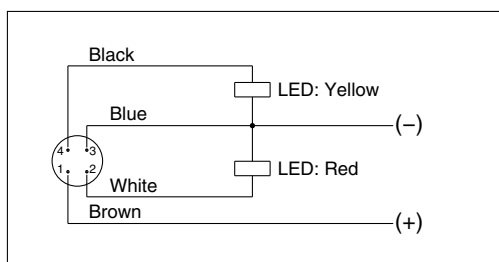 Black
LED: Yellow
Blue
(−)
4 3
1 2
LED: Red
White
Brown
(+)